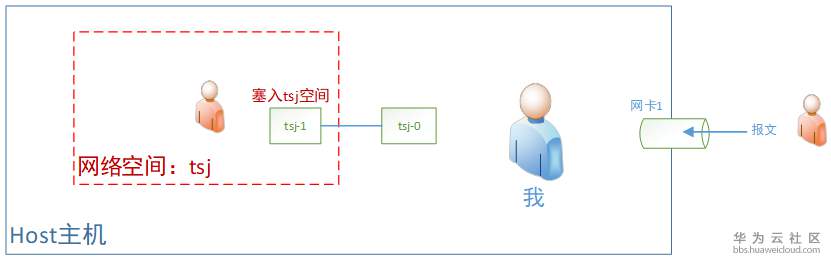 塞入tsj空间
网卡1
tsj-1
tsj-0
报文
网络空间：tsj
我
Host主机
华为云社区
bbs.huaweicloud.com